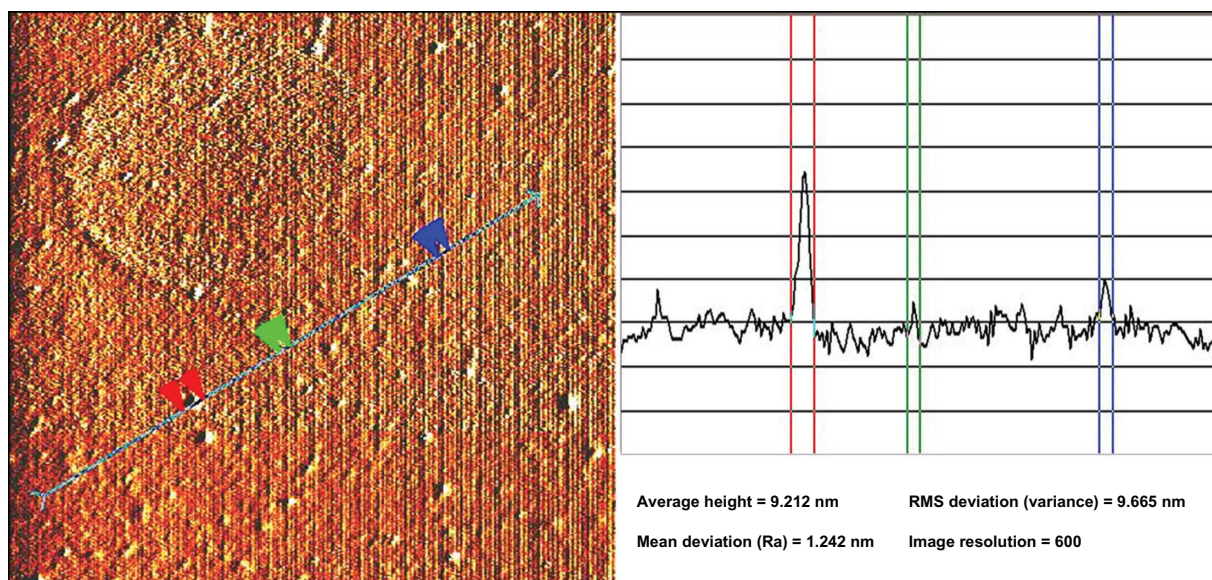 Average height = 9.212 nm RMS deviation (variance) = 9.665 nm
Mean deviation (Ra) = 1.242 nm Image resolution = 600